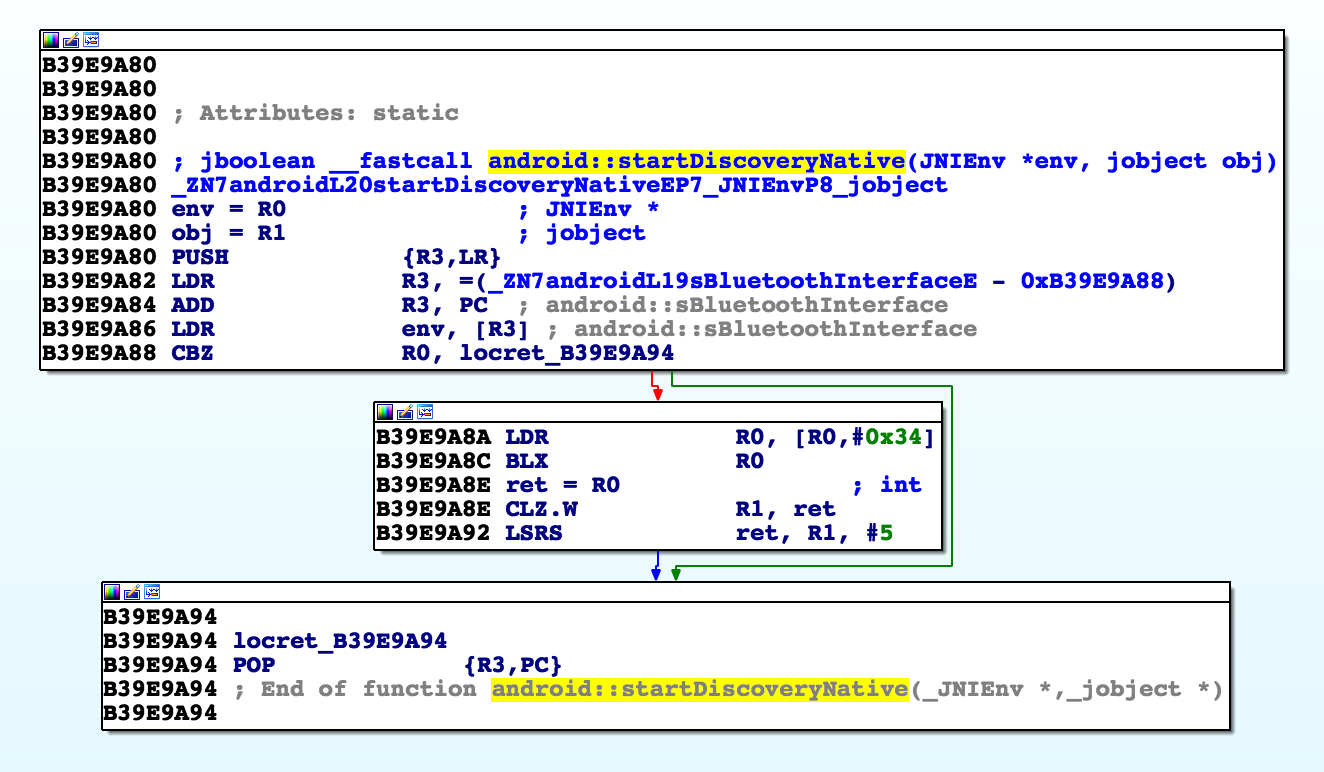 B39E9A80
B39E9A80
B39E9A80 ; Attributes: static
B39E9A80
B39E9A80 ; jboolean __fastcall android::startDiscoveryNative(JNIEnv *env, jobject obj)
B39E9A80 _ZN7androidL20startDiscoveryNativeEP7_JNIEnvP8_jobject
B39E9A80 env = R0 ; JNIEnv *
B39E9A80 obj = R1 ; jobject
B39E9A80 PUSH {R3,LR}
B39E9A82 LDR R3, =(_ZN7androidL19sBluetoothInterfaceE - 0xB39E9A88)
B39E9A84 ADD R3, PC ; android::sBluetoothInterface
B39E9A86 LDR env, [R3] ; android::sBluetoothInterface
B39E9A88 CBZ R0, locret_B39E9A94
B39E9A8A LDR R0, [R0,#0x34]
B39E9A8C BLX R0
B39E9A8E ret = R0 ; int
B39E9A8E CLZ.W R1, ret
B39E9A92 LSRS ret, R1, #5
B39E9A94
B39E9A94 locret_B39E9A94
B39E9A94 POP {R3,PC}
B39E9A94 ; End of function android::startDiscoveryNative(_JNIEnv *,_jobject *)
B39E9A94